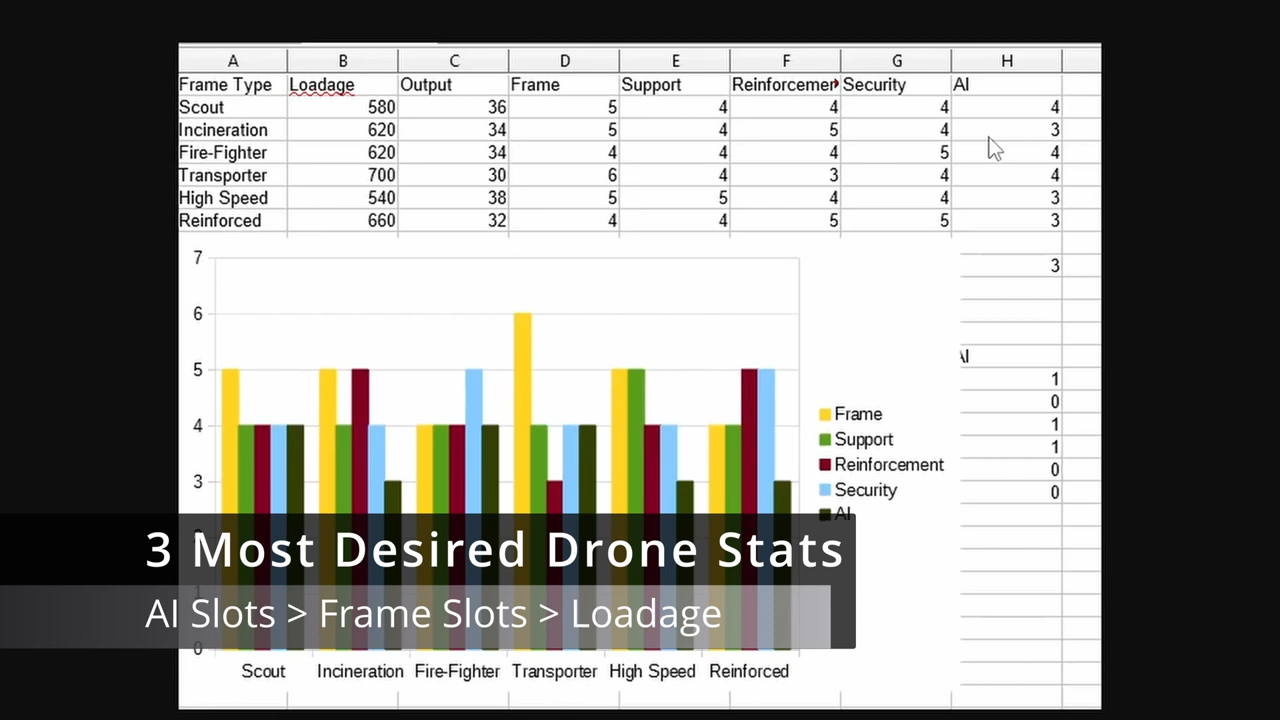 A B C D E F G H
Frame Type Loadage Output Frame Support Reinforcemen Security AI
Scout 580 36 5 4 4 4 4
Incineration 620 34 5 4 5 4 3
Fire-Fighter 620 34 4 4 4 5 4
Transporter 700 30 6 4 3 4 4
High Speed 540 38 5 5 4 4 3
Reinforced 660 32 4 4 5 5 3
3
AI
1
0
1
1
0
0
7
6
5
4
3
0
Frame
Support
Reinforcement
Security
AI
3 Most Desired Drone Stats
AI Slots > Frame Slots > Loadage
Scout Incineration Fire-Fighter Transporter High Speed Reinforced